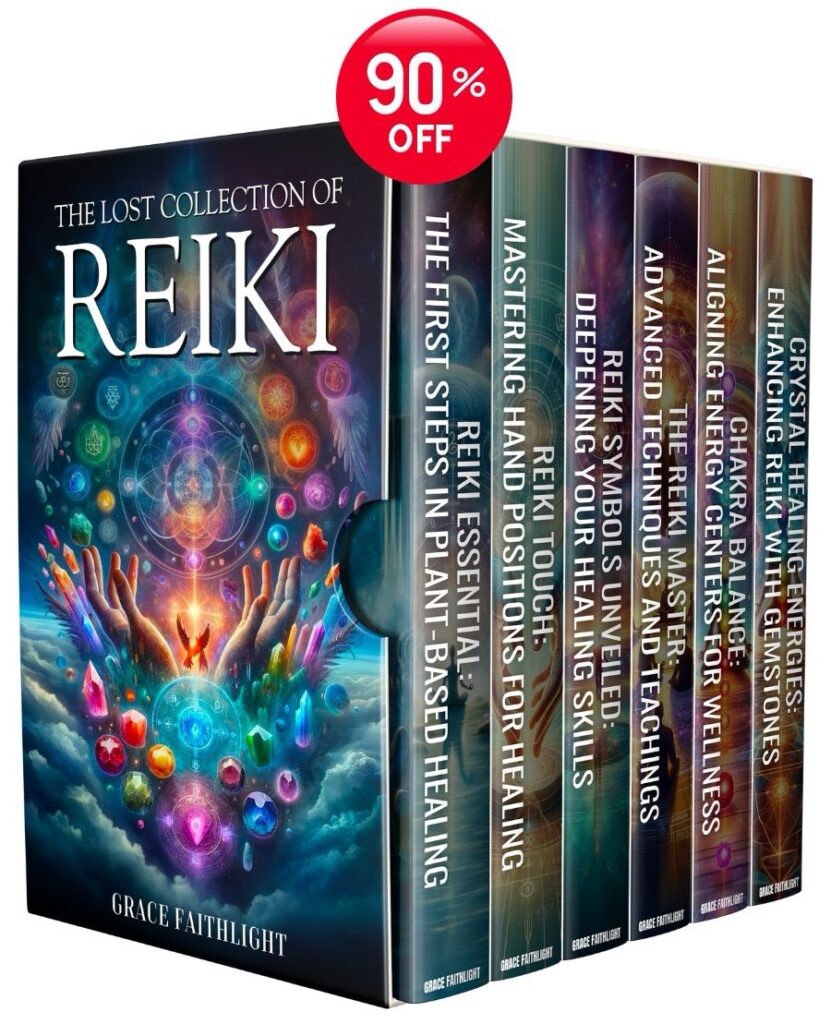 90%
OFF
THE LOST COLLECTION OF
REIKI
GRACE FAITHLIGHT
REIKI ESSENTIAL:
THE FIRST STEPS IN PLANT-BASED HEALING
GRACE FAITHLIGHT
REIKI TOUCH:
MASTERING HAND POSITIONS FOR HEALING
GRACE FAITHLIGHT
REIKI SYMBOLS UNVEILED:
DEEPENING YOUR HEALING SKILLS
GRACE FAITHLIGHT
THE REIKI MASTER:
ADVANCED TECHNIQUES AND TEACHINGS
GRACE FAITHLIGHT
CHAKRA BALANCE:
ALIGNING ENERGY CENTERS FOR WELLNESS
GRACE FAITHLIGHT
CRYSTAL HEALING ENERGIES:
ENHANCING REIKI WITH GEMSTONES
GRACE FAITHLIGHT